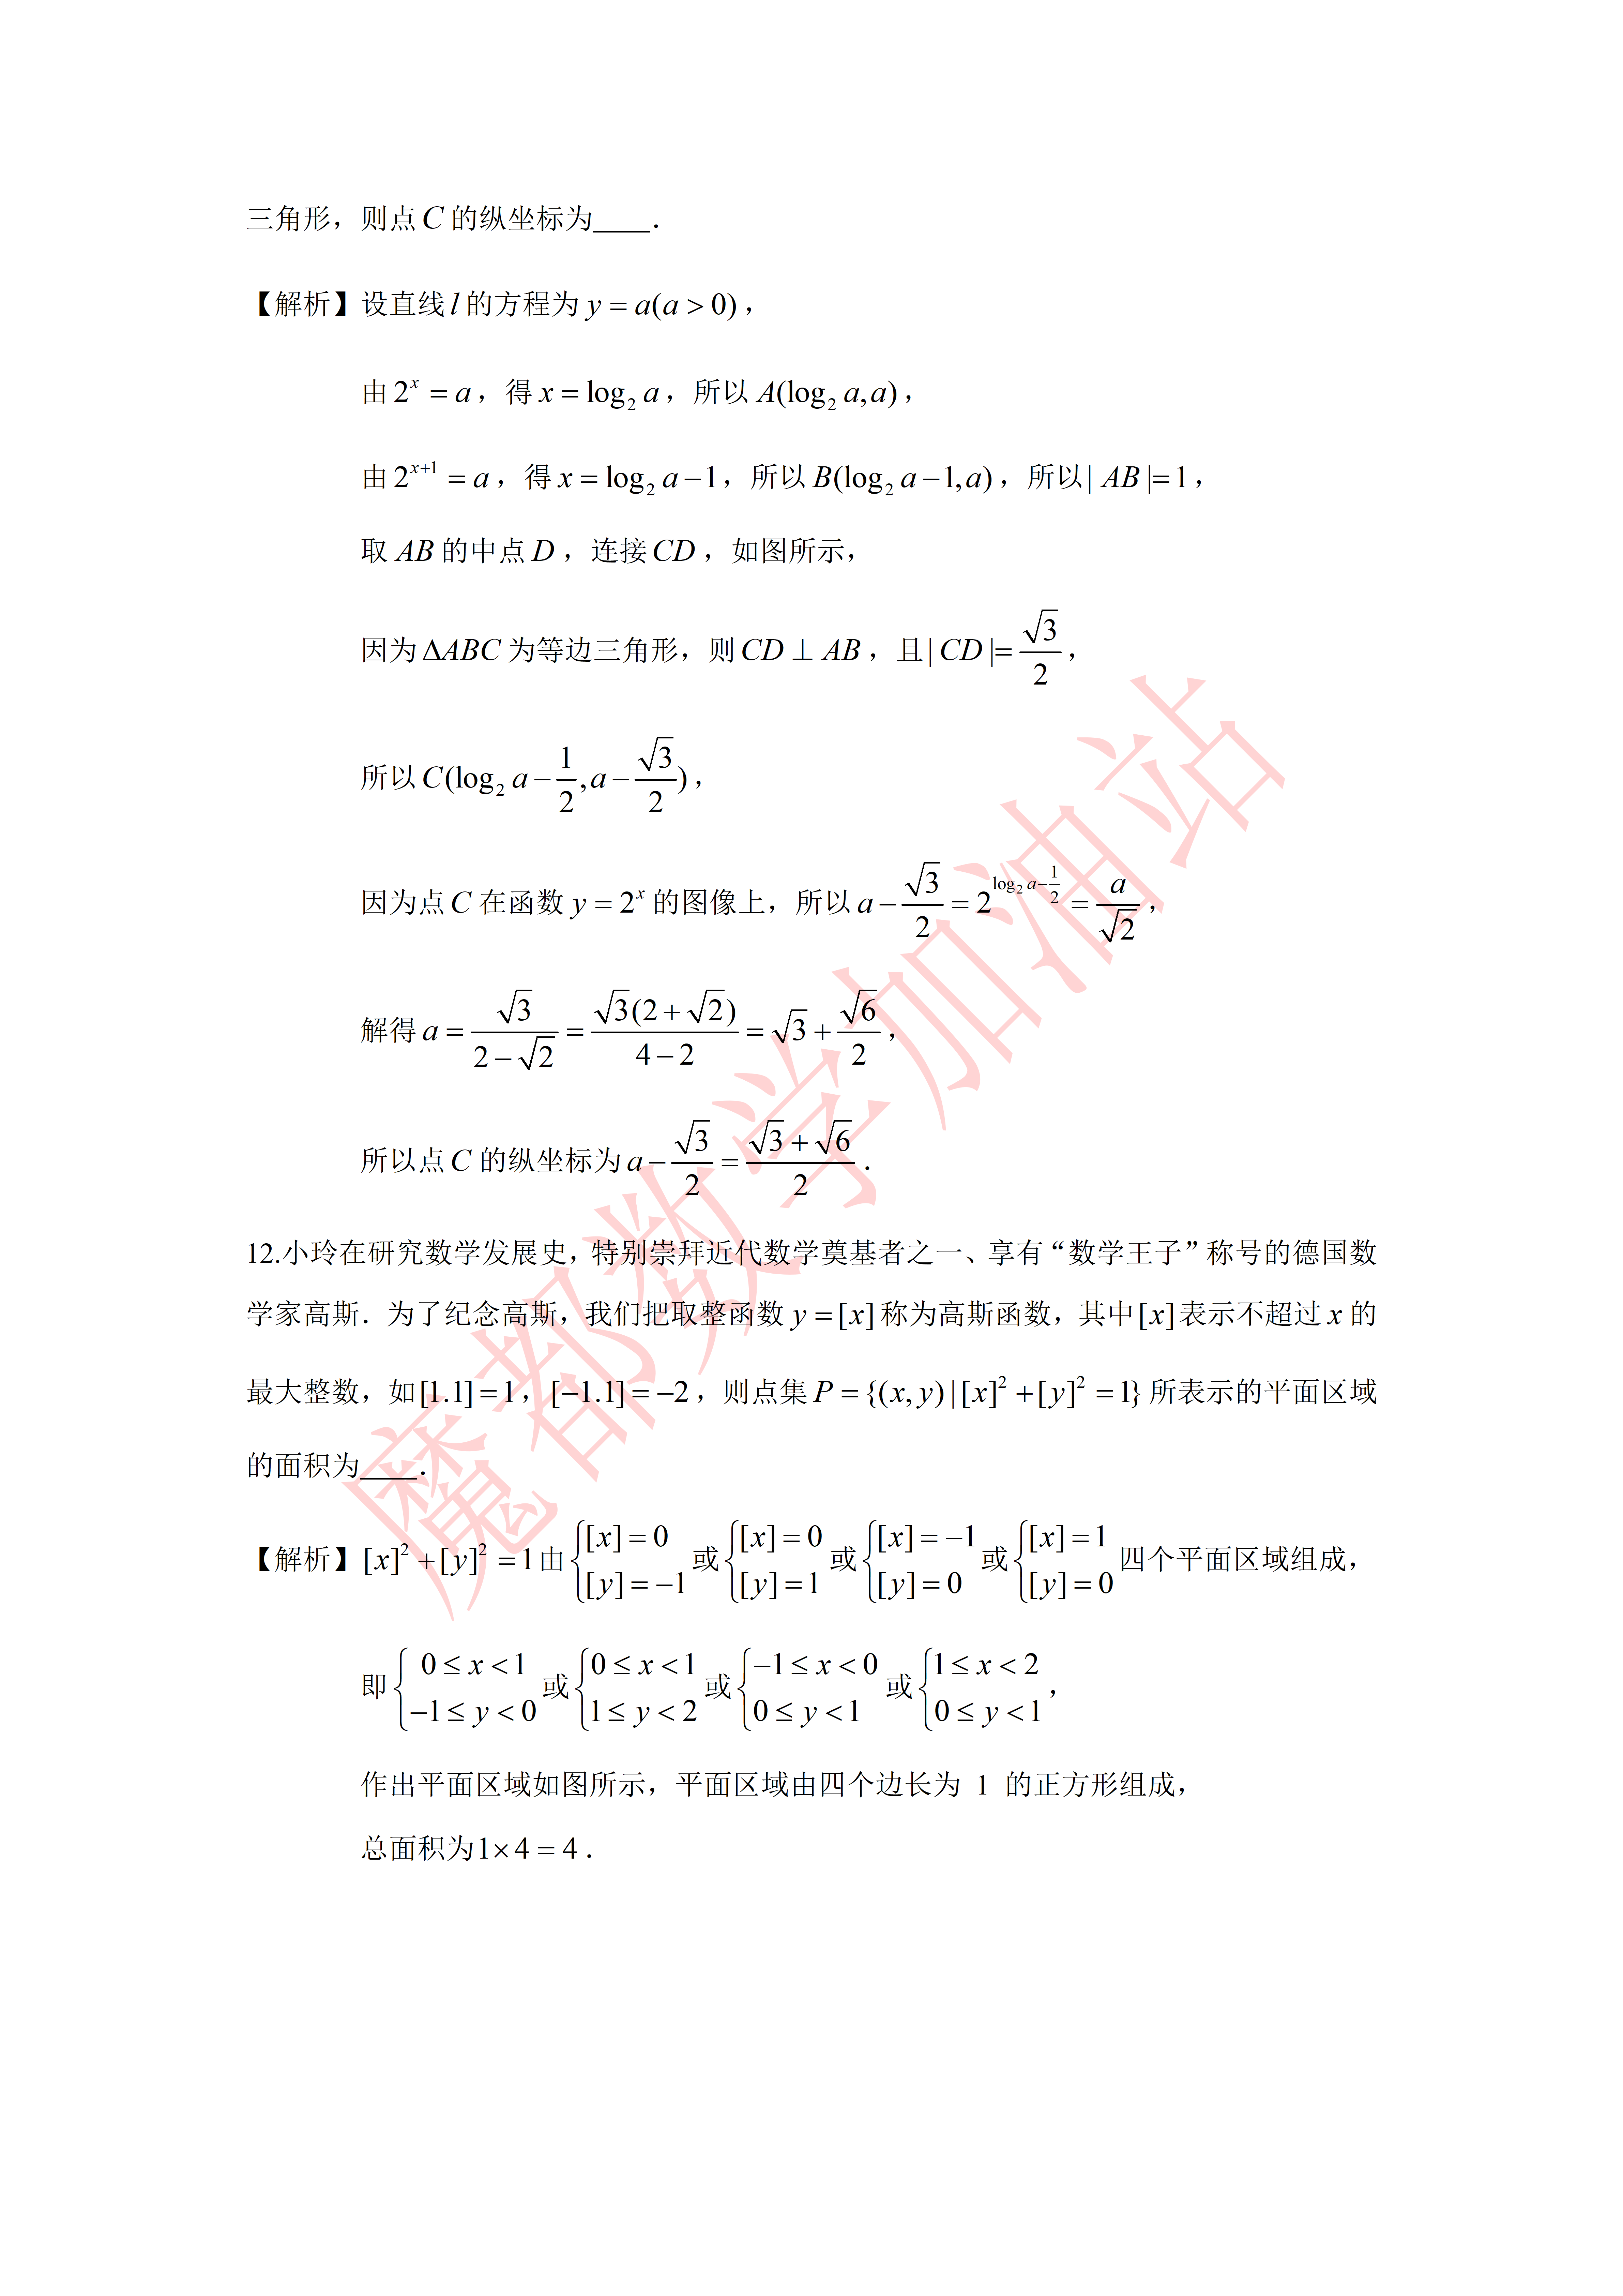 三角形，则点C的纵坐标为____．
【解析】设直线l的方程为y=a(a>0)，
由2^x=a，得x=log₂a，所以A(log₂a,a)，
由2^{x+1}=a，得x=log₂a−1，所以B(log₂a−1,a)，所以|AB|=1，
取AB的中点D，连接CD，如图所示，
因为ΔABC为等边三角形，则CD⊥AB，且|CD|=√3/2，
所以C(log₂a−1/2,a−√3/2)，
因为点C在函数y=2^x的图像上，所以a−√3/2=2^{log₂a−1/2}=a/√2，
解得a=√3/(2−√2)=√3(2+√2)/(4−2)=√3+√6/2，
所以点C的纵坐标为a−√3/2=(√3+√6)/2．
12.小玲在研究数学发展史，特别崇拜近代数学奠基者之一、享有“数学王子”称号的德国数
学家高斯．为了纪念高斯，我们把取整函数y=[x]称为高斯函数，其中[x]表示不超过x的
最大整数，如[1.1]=1，[−1.1]=−2，则点集P={(x,y)|[x]²+[y]²=1}所表示的平面区域
的面积为____．
【解析】[x]²+[y]²=1由{[x]=0 [y]=−1或{[x]=0 [y]=1或{[x]=−1 [y]=0或{[x]=1 [y]=0四个平面区域组成，
即{0≤x<1 −1≤y<0或{0≤x<1 1≤y<2或{−1≤x<0 0≤y<1或{1≤x<2 0≤y<1，
作出平面区域如图所示，平面区域由四个边长为 1 的正方形组成，
总面积为1×4=4．
魔都数学加油站